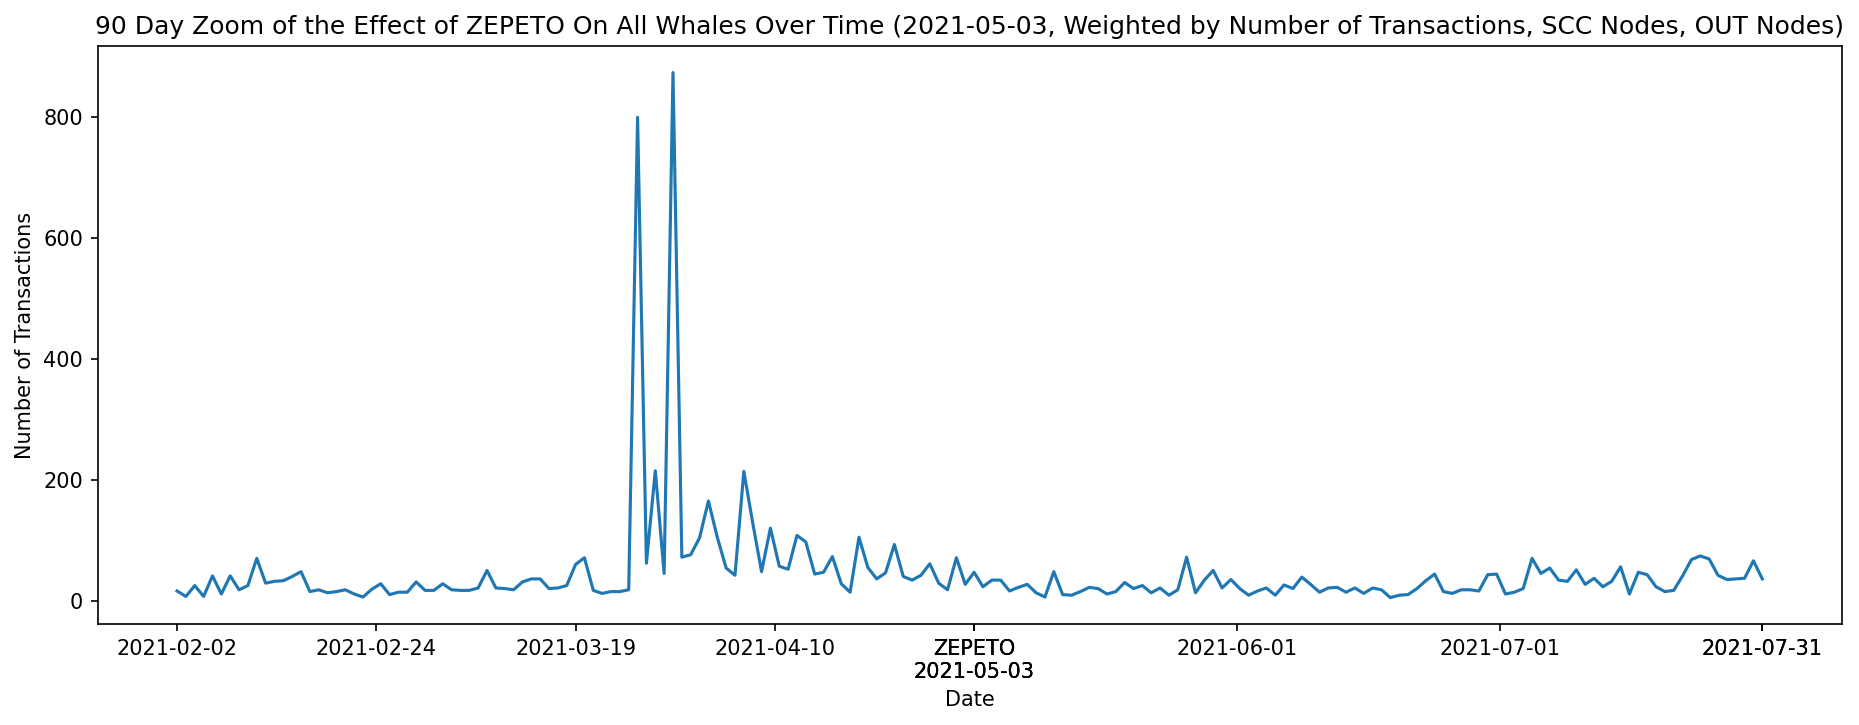 90 Day Zoom of the Effect of ZEPETO On All Whales Over Time (2021-05-03, Weighted by Number of Transactions, SCC Nodes, OUT Nodes)
Number of Transactions
800
600
400
200
0
2021-02-02 2021-02-24 2021-03-19 2021-04-10 ZEPETO 2021-06-01 2021-07-01 2021-07-31
2021-05-03
Date